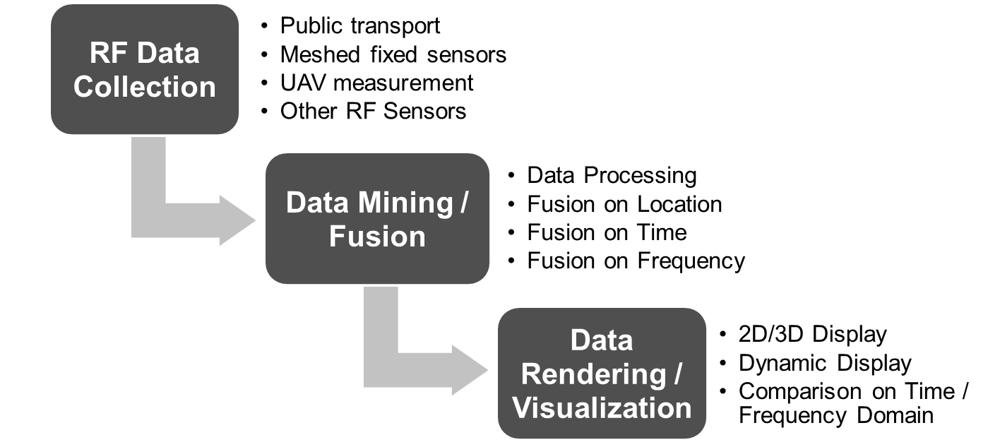 RF Data
Collection
• Public transport
• Meshed fixed sensors
• UAV measurement
• Other RF Sensors
Data Mining /
Fusion
• Data Processing
• Fusion on Location
• Fusion on Time
• Fusion on Frequency
Data
Rendering /
Visualization
• 2D/3D Display
• Dynamic Display
• Comparison on Time /
Frequency Domain